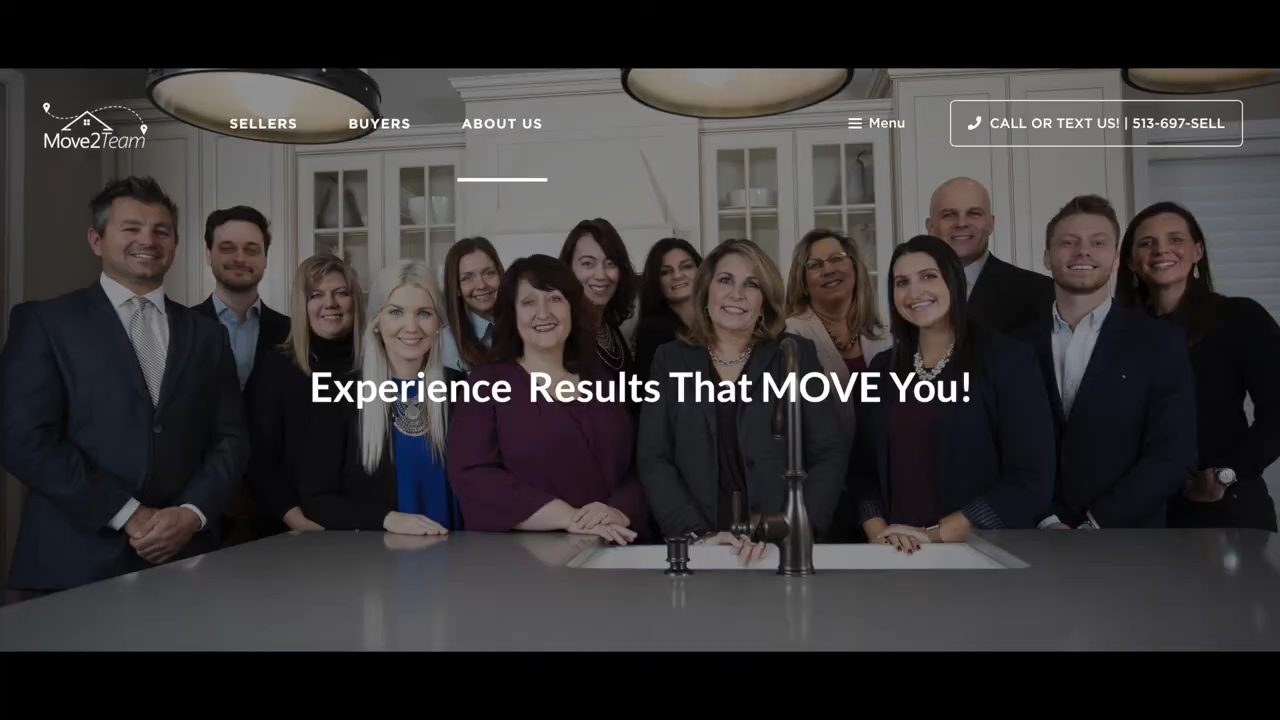 Move2Team
SELLERS
BUYERS
ABOUT US
Menu
CALL OR TEXT US! | 513-697-SELL
Experience Results That MOVE You!